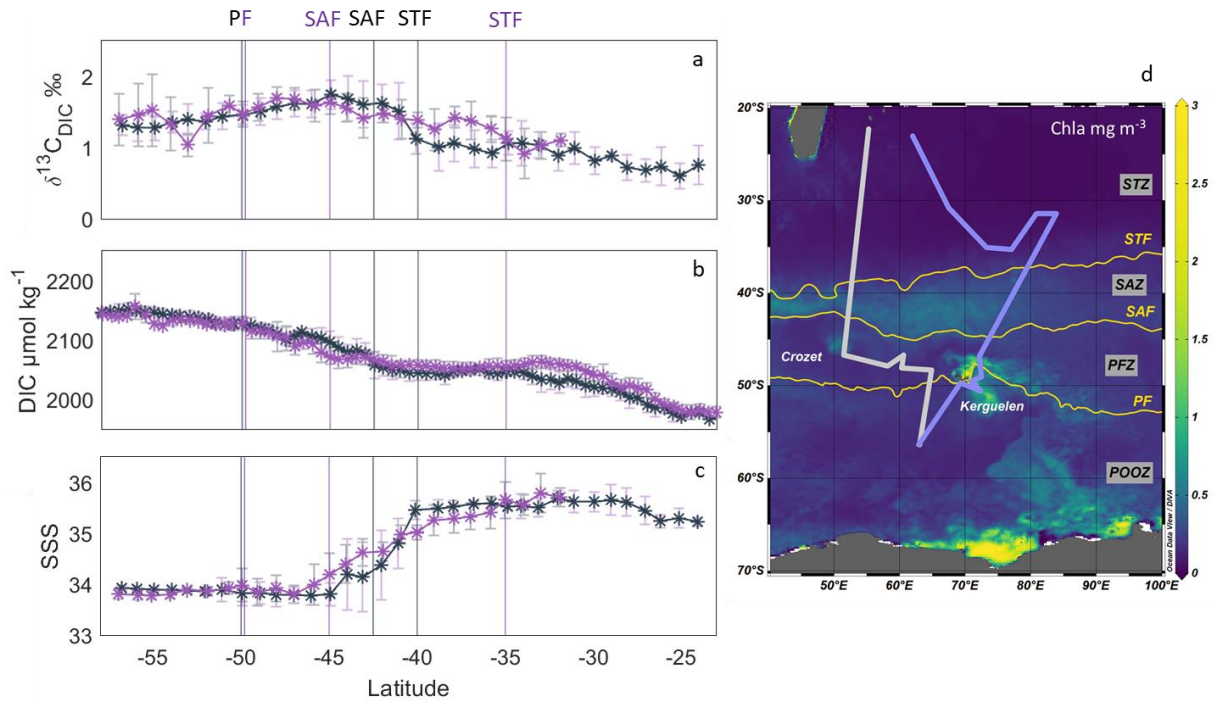 PF SAF SAF STF STF
a
2
1
0
δ¹³C_DIC ‰
b
2200
2100
2000
DIC μmol kg⁻¹
c
36
35
34
33
SSS
-55 -50 -45 -40 -35 -30 -25
Latitude
d
Chla mg m⁻³
20°S
30°S
40°S
50°S
60°S
70°S
STZ
STF
SAZ
SAF
Crozet
PFZ
Kerguelen
PF
POOZ
Ocean Data View / DIVA
50°E 60°E 70°E 80°E 90°E 100°E
3
2.5
2
1.5
1
0.5
0